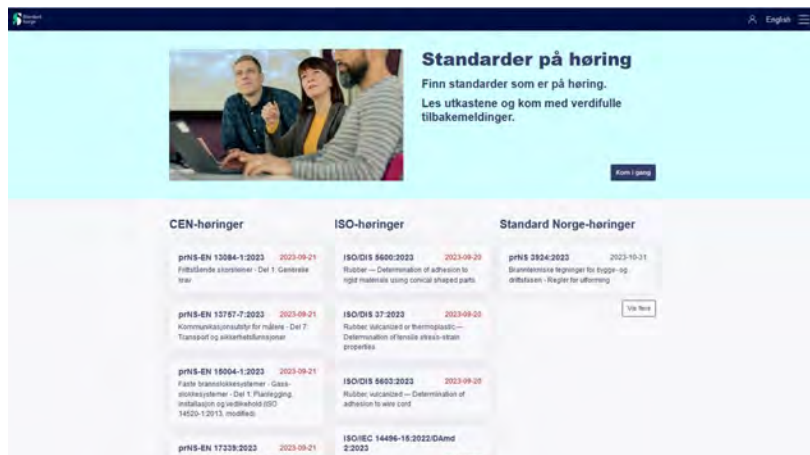 Standard
Norge
English
Standarder på høring
Finn standarder som er på høring.
Les utkastene og kom med verdifulle
tilbakemeldinger.
Kom i gang
CEN-høringer
prNS-EN 13084-1:2023 2023-09-21
Frittstående skorsteiner - Del 1: Generelle
krav
prNS-EN 13757-7:2023 2023-09-21
Kommunikasjonsutstyr for målere - Del 7:
Transport og sikkerhetsfunksjoner
prNS-EN 15004-1:2023 2023-09-21
Faste brannslokkesystemer - Gass-
slokkesystemer - Del 1: Planlegging,
installasjon og vedlikehold (ISO
14520-1:2013, modified)
prNS-EN 17339:2023 2023-09-21
ISO-høringer
ISO/DIS 5600:2023 2023-09-20
Rubber — Determination of adhesion to
rigid materials using conical shaped parts
ISO/DIS 37:2023 2023-09-20
Rubber, vulcanized or thermoplastic —
Determination of tensile stress-strain
properties
ISO/DIS 5603:2023 2023-09-20
Rubber, vulcanized — Determination of
adhesion to wire cord
ISO/IEC 14496-15:2022/DAmd
2:2023
Standard Norge-høringer
prNS 3924:2023 2023-10-31
Branntekniske tegninger for bygge- og
driftsfasen - Regler for utforming
Vis flere